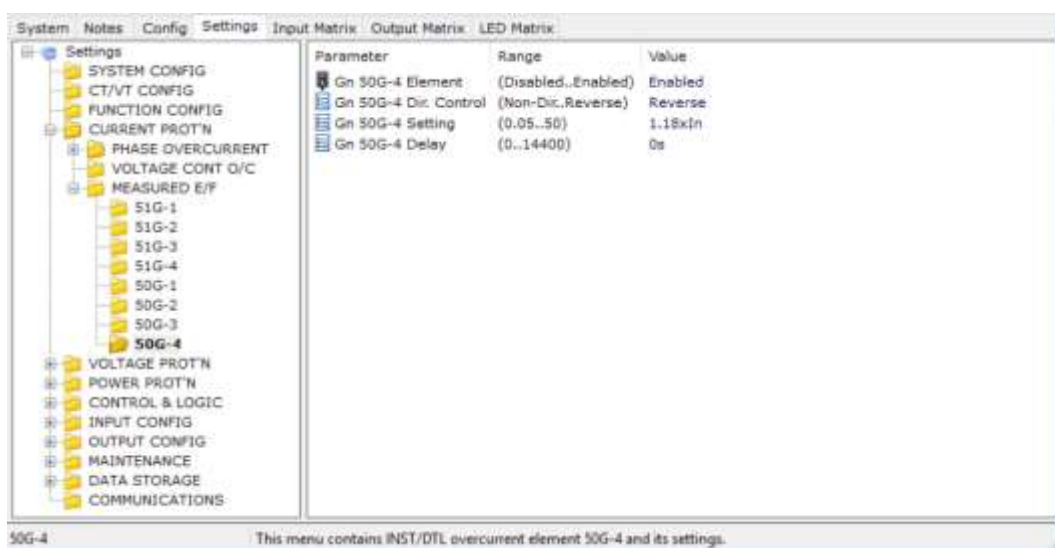 System Notes Config Settings Input Matrix Output Matrix LED Matrix
Settings
SYSTEM CONFIG
CT/VT CONFIG
FUNCTION CONFIG
CURRENT PROT'N
PHASE OVERCURRENT
VOLTAGE CONT O/C
MEASURED E/F
51G-1
51G-2
51G-3
51G-4
50G-1
50G-2
50G-3
50G-4
VOLTAGE PROT'N
POWER PROT'N
CONTROL & LOGIC
INPUT CONFIG
OUTPUT CONFIG
MAINTENANCE
DATA STORAGE
COMMUNICATIONS
Parameter Range Value
Gn 50G-4 Element (Disabled..Enabled) Enabled
Gn 50G-4 Dir. Control (Non-Dir..Reverse) Reverse
Gn 50G-4 Setting (0.05..50) 1.18xIn
Gn 50G-4 Delay (0..14400) 0s
50G-4 This menu contains INST/DTL overcurrent element 50G-4 and its settings.